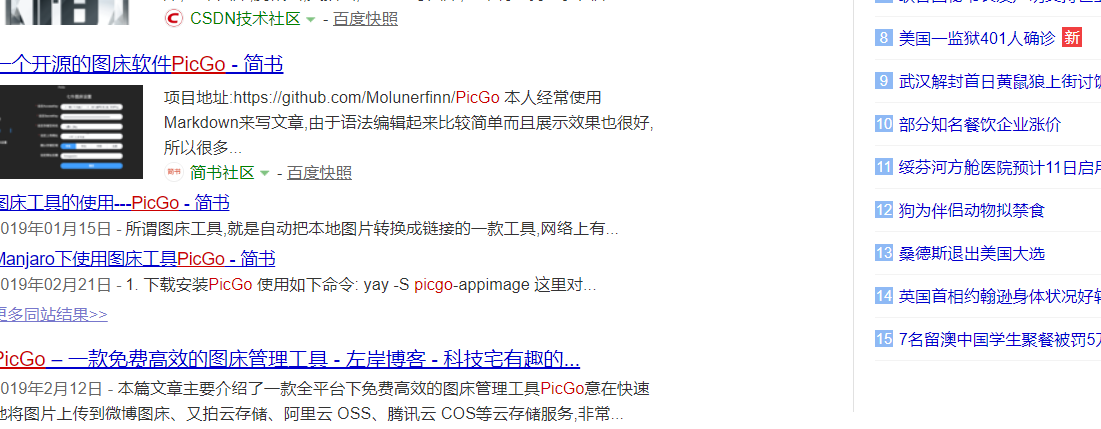 CSDN技术社区 - 百度快照
一个开源的图床软件PicGo - 简书
项目地址:https://github.com/Molunerfinn/PicGo 本人经常使用
Markdown来写文章,由于语法编辑起来比较简单而且展示效果也很好,
所以很多...
简书 简书社区 - 百度快照
图床工具的使用---PicGo - 简书
019年01月15日 - 所谓图床工具,就是自动把本地图片转换成链接的一款工具,网络上有...
Manjaro下使用图床工具PicGo - 简书
019年02月21日 - 1. 下载安装PicGo 使用如下命令: yay -S picgo-appimage 这里对...
更多同站结果>>
PicGo – 一款免费高效的图床管理工具 - 左岸博客 - 科技宅有趣的...
019年2月12日 - 本篇文章主要介绍了一款全平台下免费高效的图床管理工具PicGo意在快速
地将图片上传到微博图床、又拍云存储、阿里云 OSS、腾讯云 COS等云存储服务,非常...
8 美国一监狱401人确诊 新
9 武汉解封首日黄鼠狼上街讨饭
10 部分知名餐饮企业涨价
11 绥芬河方舱医院预计11日启用
12 狗为伴侣动物拟禁食
13 桑德斯退出美国大选
14 英国首相约翰逊身体状况好转
15 7名留澳中国学生聚餐被罚5万